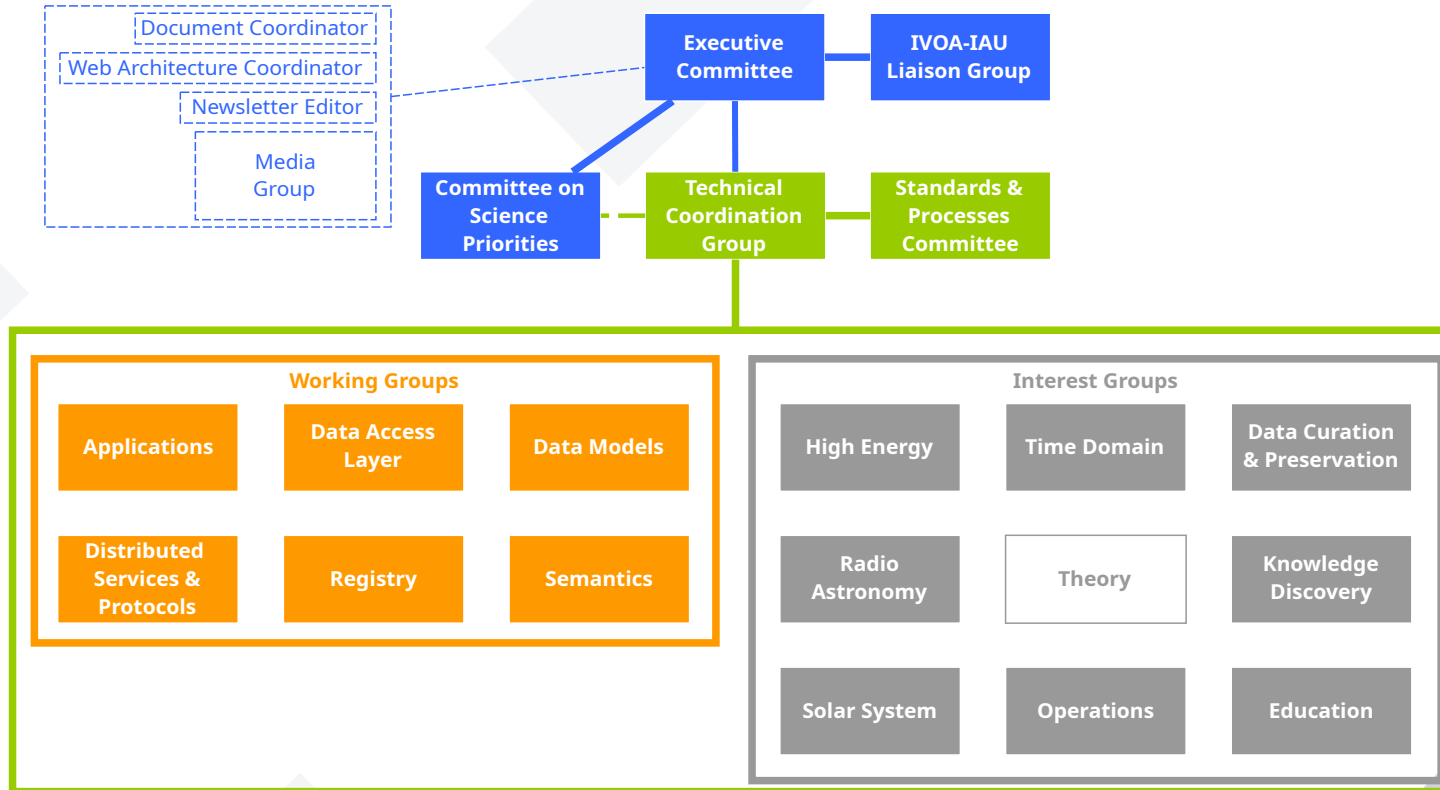 Document Coordinator
Web Architecture Coordinator
Newsletter Editor
Media
Group
Executive
Committee
IVOA-IAU
Liaison Group
Committee on
Science
Priorities
Technical
Coordination
Group
Standards &
Processes
Committee
Working Groups
Applications
Data Access
Layer
Data Models
Distributed
Services &
Protocols
Registry
Semantics
Interest Groups
High Energy
Time Domain
Data Curation
& Preservation
Radio
Astronomy
Theory
Knowledge
Discovery
Solar System
Operations
Education